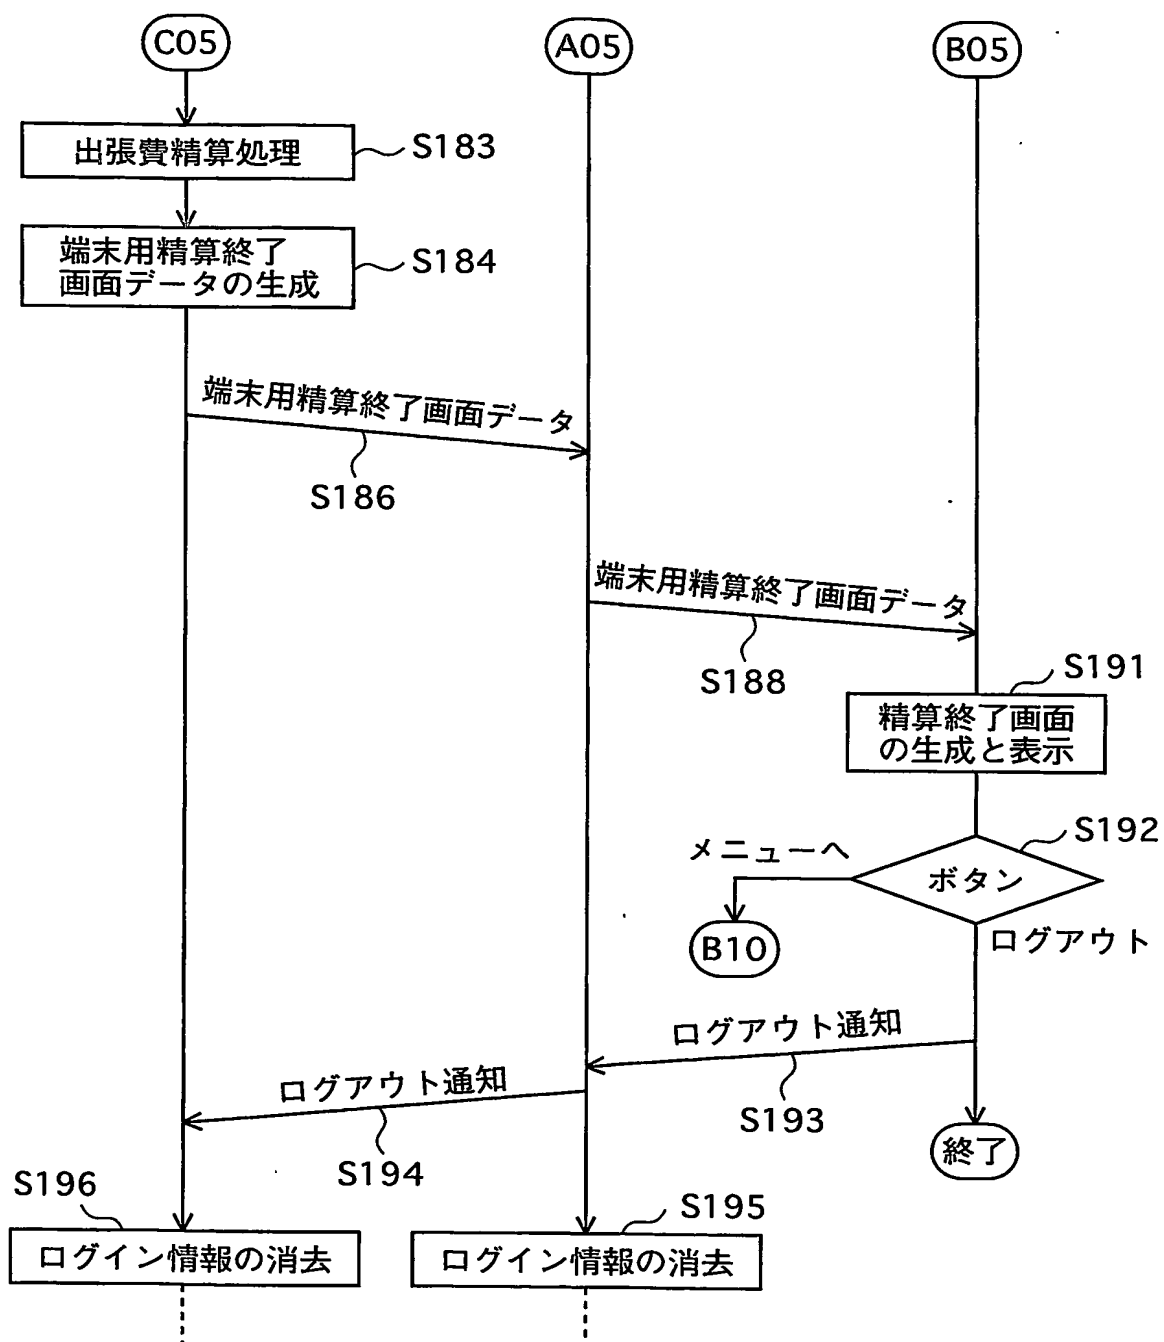 C05
A05
B05
出張費精算処理
S183
端末用精算終了
画面データの生成
S184
端末用精算終了画面データ
S186
端末用精算終了画面データ
S188
S191
精算終了画面
の生成と表示
S192
メニューへ
ボタン
B10
ログアウト
ログアウト通知
S193
ログアウト通知
S194
終了
S196
S195
ログイン情報の消去
ログイン情報の消去